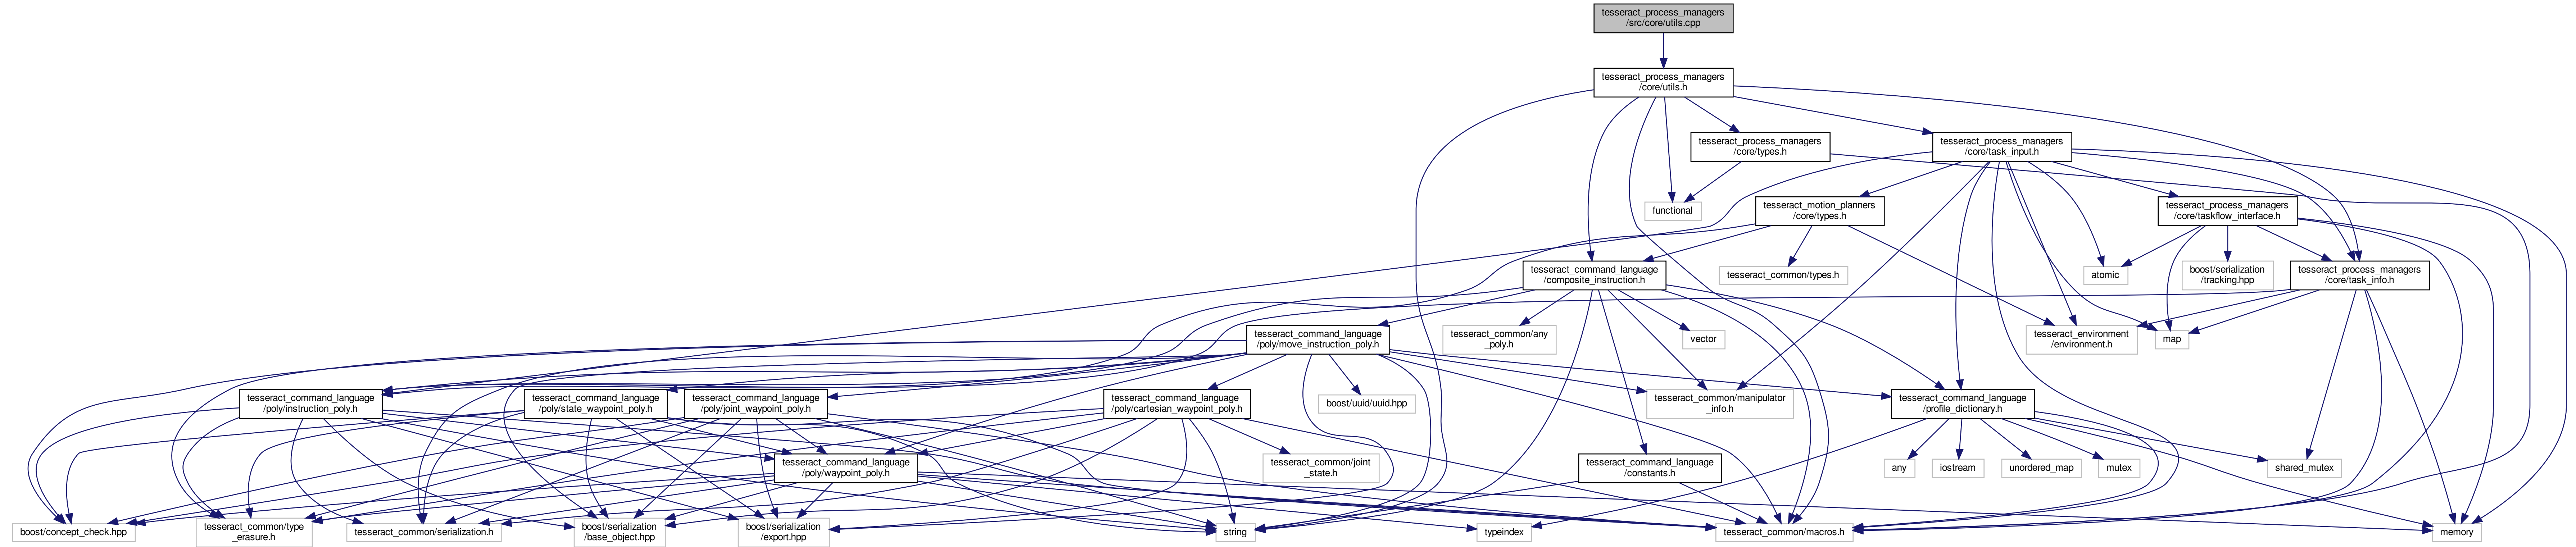 tesseract_process_managers
/src/core/utils.cpp
tesseract_process_managers
/core/utils.h
tesseract_process_managers
/core/types.h
tesseract_process_managers
/core/task_input.h
functional
tesseract_motion_planners
/core/types.h
tesseract_process_managers
/core/taskflow_interface.h
tesseract_command_language
/composite_instruction.h
tesseract_common/types.h
atomic
boost/serialization
/tracking.hpp
tesseract_process_managers
/core/task_info.h
tesseract_command_language
/poly/move_instruction_poly.h
tesseract_common/any
_poly.h
vector
tesseract_environment
/environment.h
map
tesseract_command_language
/poly/instruction_poly.h
tesseract_command_language
/poly/state_waypoint_poly.h
tesseract_command_language
/poly/joint_waypoint_poly.h
tesseract_command_language
/poly/cartesian_waypoint_poly.h
boost/uuid/uuid.hpp
tesseract_common/manipulator
_info.h
tesseract_command_language
/profile_dictionary.h
tesseract_command_language
/poly/waypoint_poly.h
tesseract_common/joint
_state.h
tesseract_command_language
/constants.h
any
iostream
unordered_map
mutex
shared_mutex
boost/concept_check.hpp
tesseract_common/type
_erasure.h
tesseract_common/serialization.h
boost/serialization
/base_object.hpp
boost/serialization
/export.hpp
string
typeindex
tesseract_common/macros.h
memory